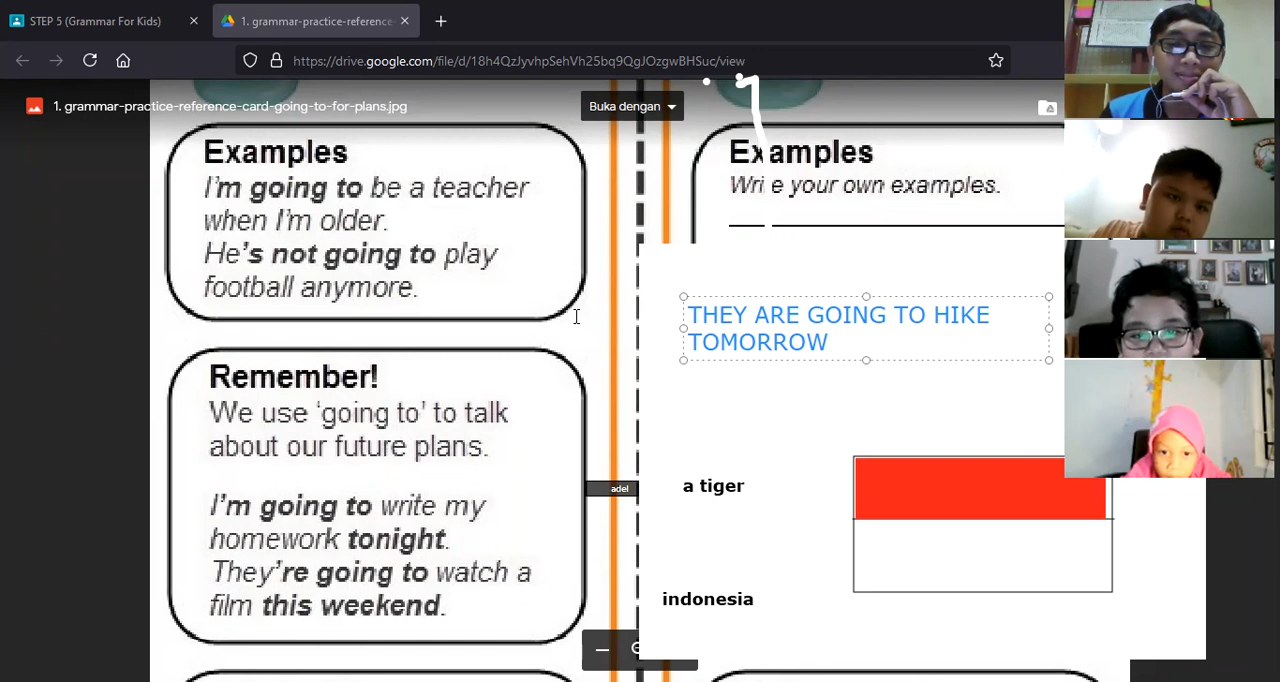 STEP 5 (Grammar For Kids)
1. grammar-practice-reference-
https://drive.google.com/file/d/18h4QzJyvhpSehVh25bq9QgJOzgwBHSuc/view
1. grammar-practice-reference-card-going-to-for-plans.jpg
Buka dengan
Examples
I'm going to be a teacher
when I'm older.
He's not going to play
football anymore.
Remember!
We use 'going to' to talk
about our future plans.
I'm going to write my
homework tonight.
They're going to watch a
film this weekend.
adel
Examples
Wri e your own examples.
THEY ARE GOING TO HIKE
TOMORROW
a tiger
indonesia